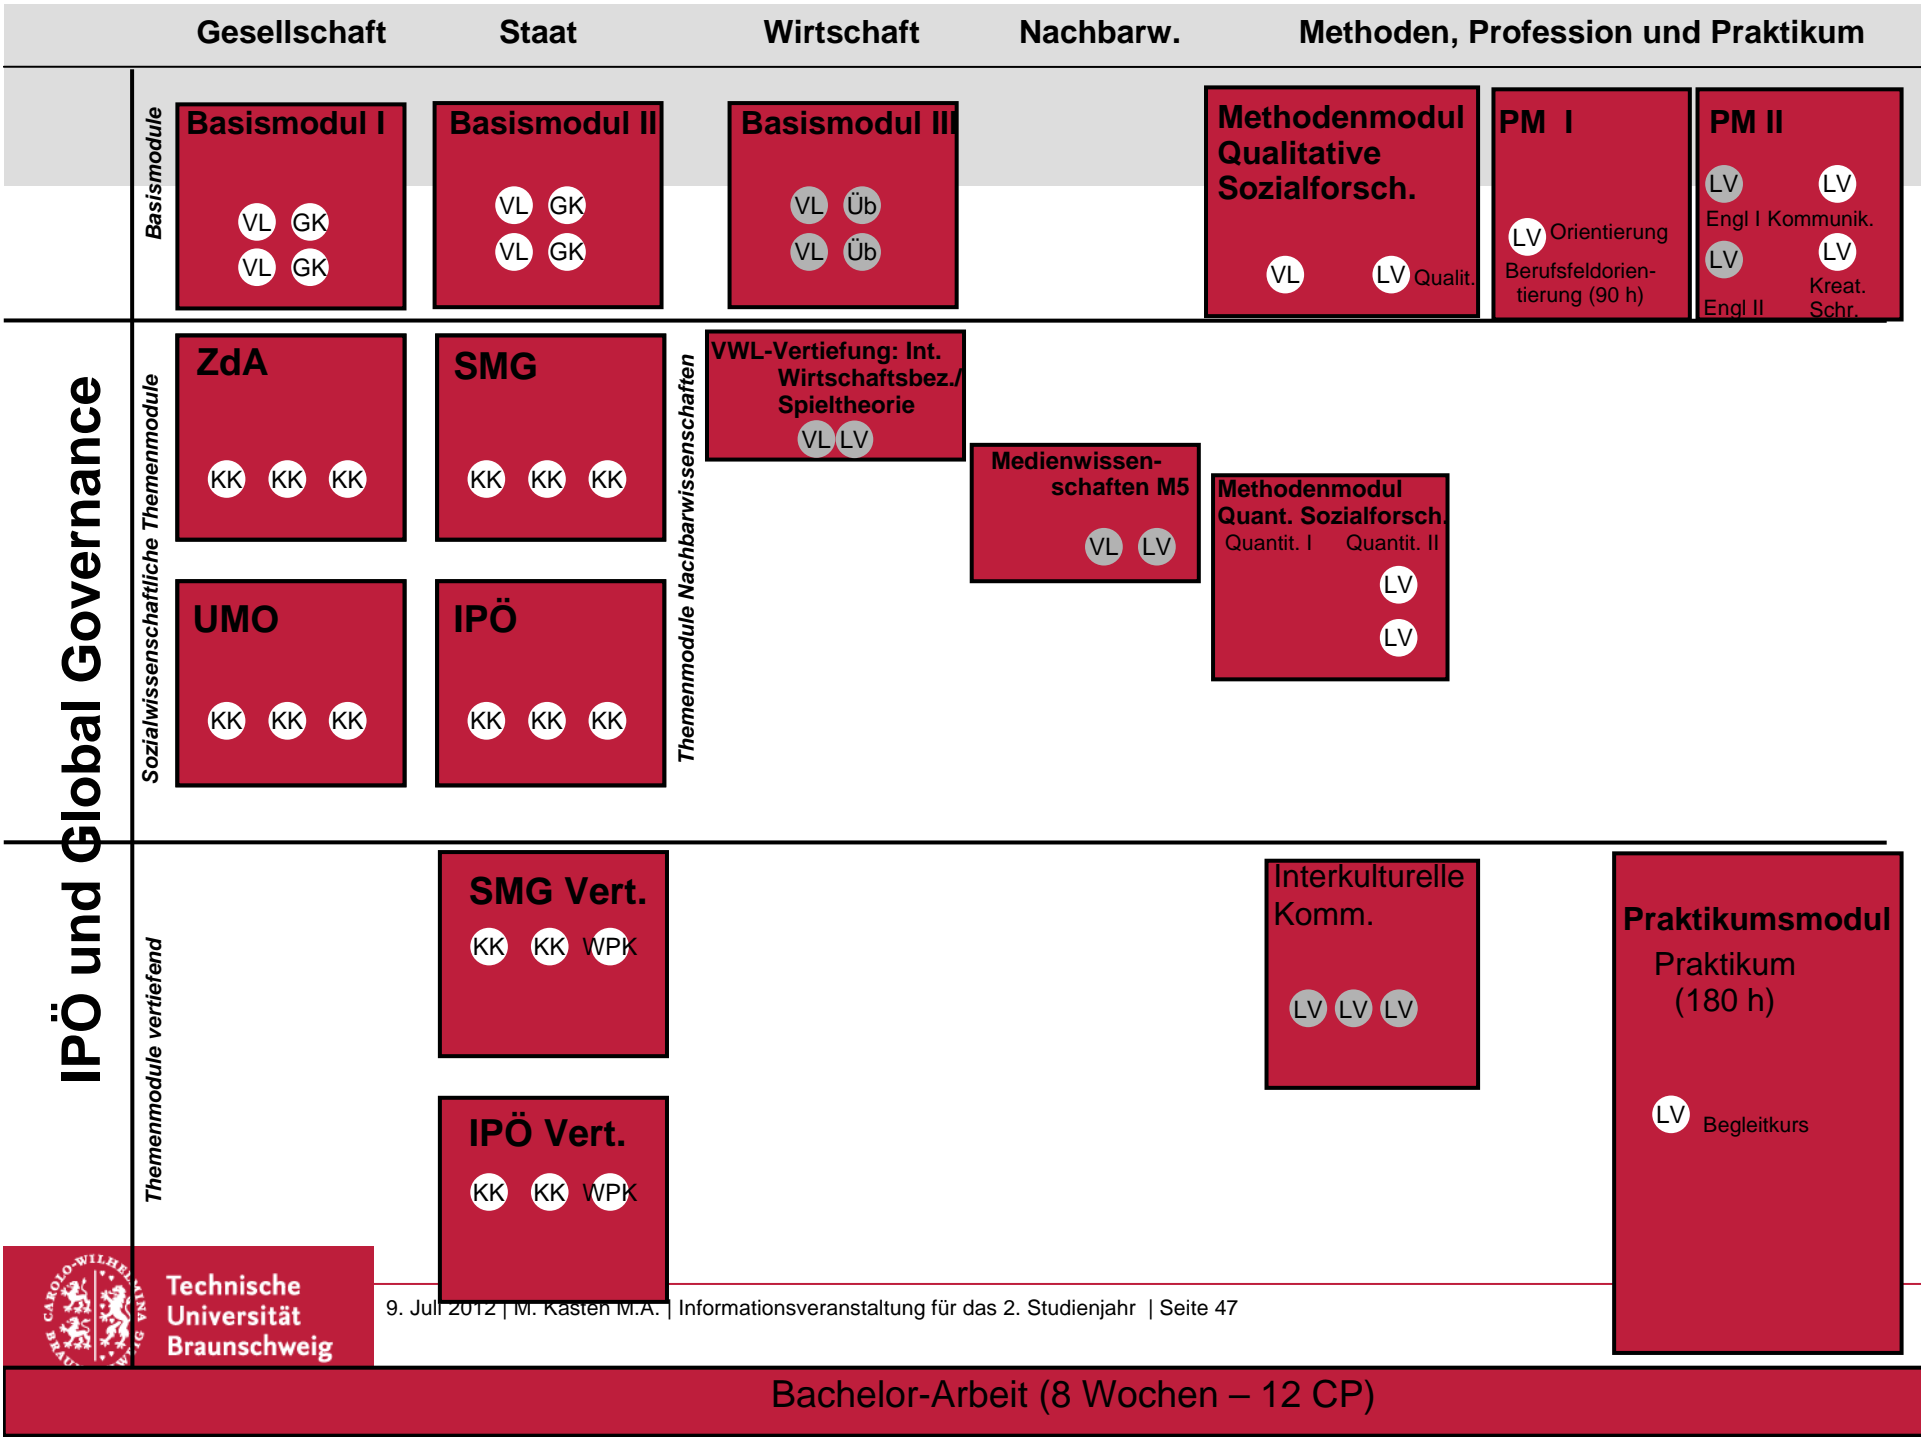 Gesellschaft Staat Wirtschaft Nachbarw. Methoden, Profession und Praktikum
IPÖ und Global Governance
Basismodule
Basismodul I
VL GK
VL GK
Basismodul II
VL GK
VL GK
Basismodul III
VL Üb
VL Üb
Methodenmodul
Qualitative
Sozialforsch.
VL LV Qualit.
PM I
LV Orientierung
Berufsfeldorien-
tierung (90 h)
PM II
LV LV
Engl I Kommunik.
LV LV
Engl II
Kreat.
Schr.
Sozialwissenschaftliche Themenmodule
ZdA
KK KK KK
SMG
KK KK KK
UMO
KK KK KK
IPÖ
KK KK KK
Themenmodule Nachbarwissenschaften
VWL-Vertiefung: Int.
Wirtschaftsbez./
Spieltheorie
VL LV
Medienwissen-
schaften M5
VL LV
Methodenmodul
Quant. Sozialforsch.
Quantit. I Quantit. II
LV
LV
Themenmodule vertiefend
SMG Vert.
KK KK WPK
IPÖ Vert.
KK KK WPK
Interkulturelle
Komm.
LV LV LV
Praktikumsmodul
Praktikum
(180 h)
LV Begleitkurs
Technische
Universität
Braunschweig
9. Juli 2012 | M. Kasten M.A. | Informationsveranstaltung für das 2. Studienjahr | Seite 47
Bachelor-Arbeit (8 Wochen – 12 CP)